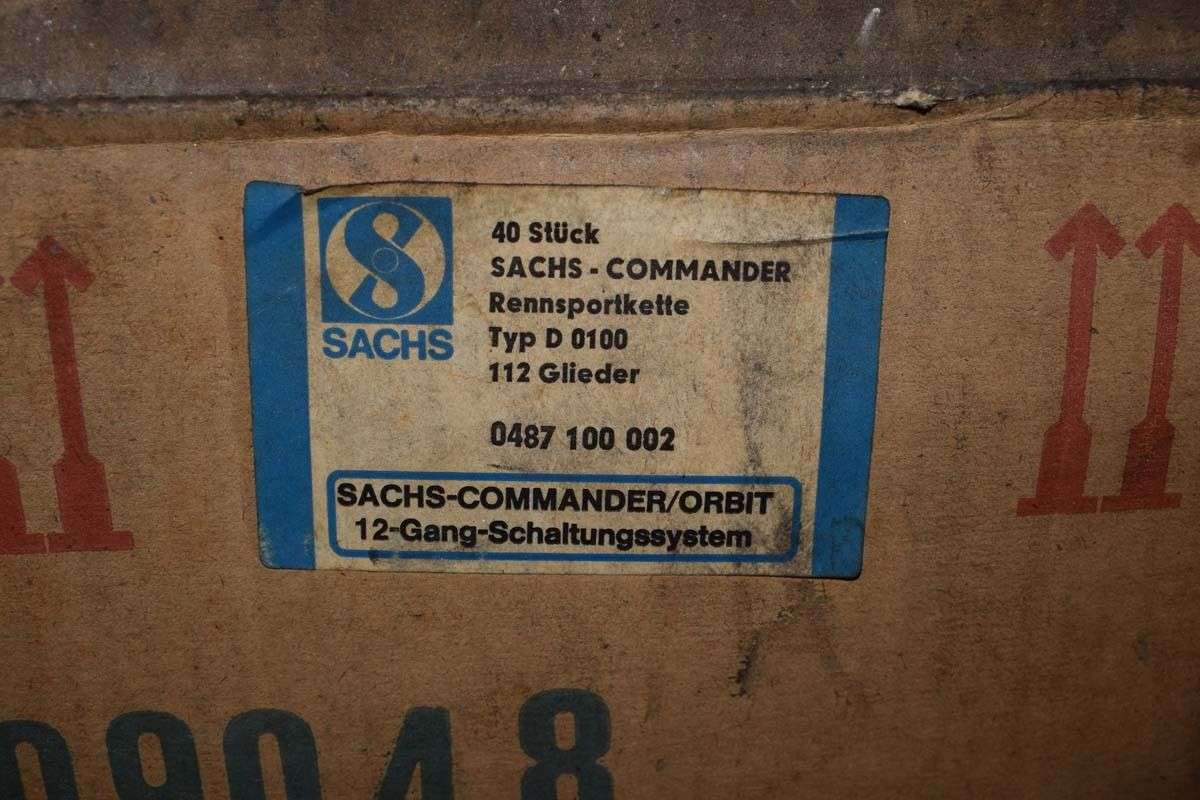 SACHS
40 Stück
SACHS - COMMANDER
Rennsportkette
Typ D 0100
112 Glieder
0487 100 002
SACHS-COMMANDER/ORBIT
12-Gang-Schaltungssystem
09048